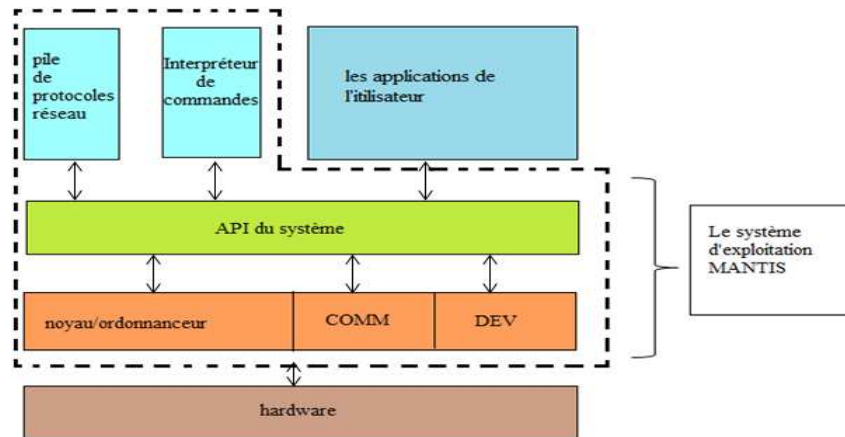 pile
de
protocoles
réseau
Interpréteur
de
commandes
les applications de
l'itilisateur
API du système
noyau/ordonnanceur
COMM
DEV
hardware
Le système
d'exploitation
MANTIS